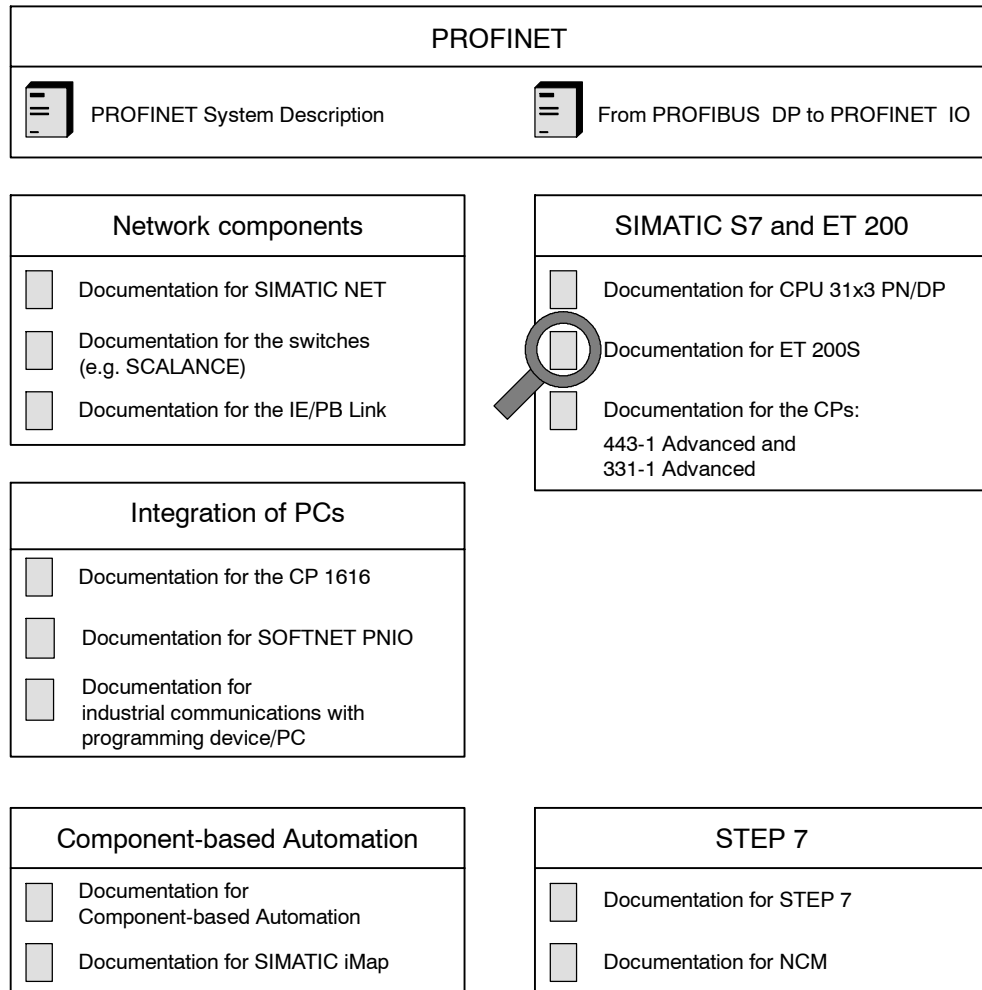 PROFINET
PROFINET System Description
From PROFIBUS DP to PROFINET IO
Network components
Documentation for SIMATIC NET
Documentation for the switches
(e.g. SCALANCE)
Documentation for the IE/PB Link
SIMATIC S7 and ET 200
Documentation for CPU 31x3 PN/DP
Documentation for ET 200S
Documentation for the CPs:
443-1 Advanced and
331-1 Advanced
Integration of PCs
Documentation for the CP 1616
Documentation for SOFTNET PNIO
Documentation for
industrial communications with
programming device/PC
Component-based Automation
Documentation for
Component-based Automation
Documentation for SIMATIC iMap
STEP 7
Documentation for STEP 7
Documentation for NCM